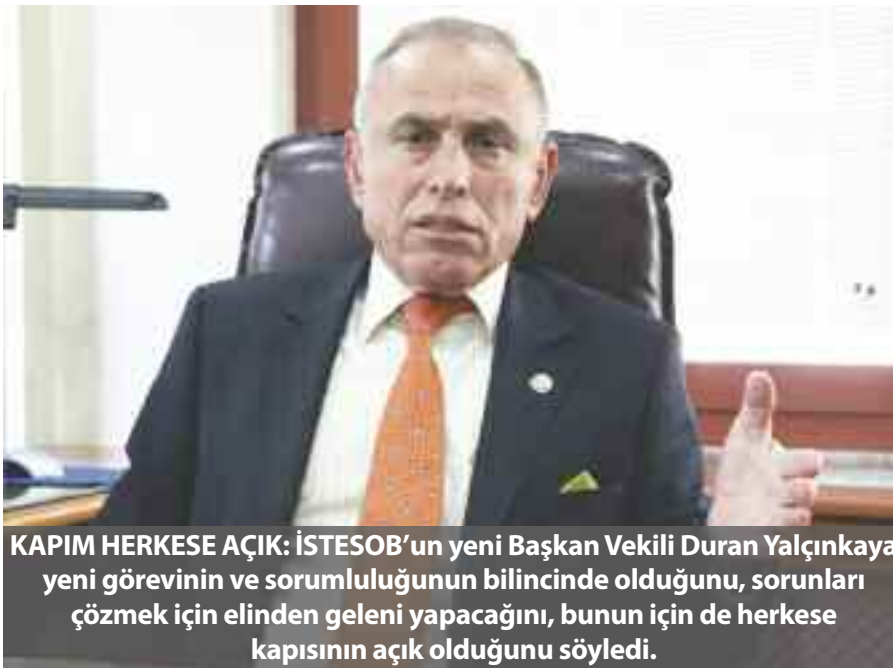 KAPIM HERKESE AÇIK: İSTESOB’un yeni Başkan Vekili Duran Yalçınkaya
yeni görevinin ve sorumluluğunun bilincinde olduğunu, sorunları
çözmek için elinden geleni yapacağını, bunun için de herkese
kapısının açık olduğunu söyledi.